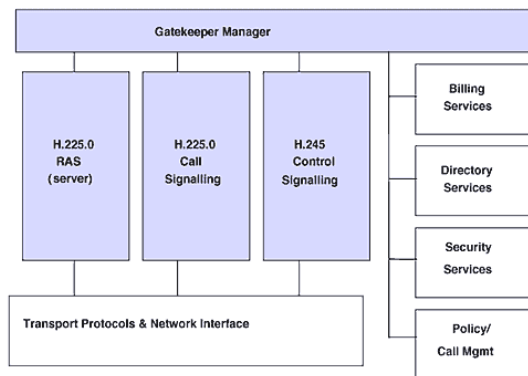 Gatekeeper Manager
H.225.0
RAS
(server)
H.225.0
Call
Signalling
H.245
Control
Signalling
Billing
Services
Directory
Services
Security
Services
Policy/
Call Mgmt
Transport Protocols & Network Interface